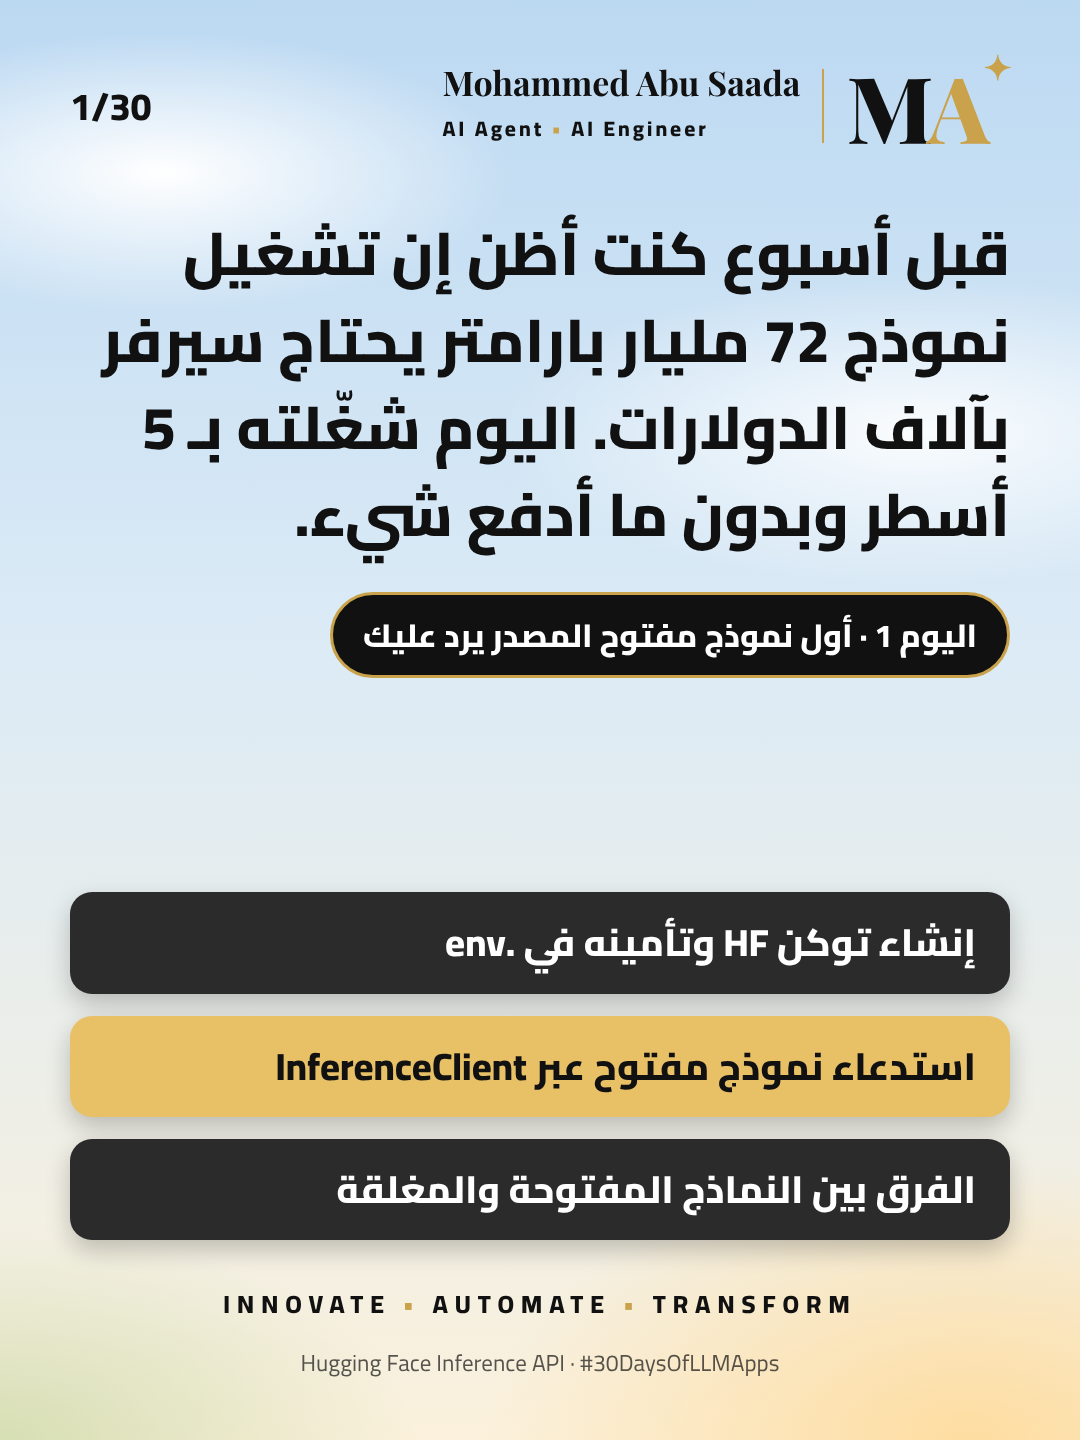 1/30
Mohammed Abu Saada
AI Agent ▪ AI Engineer
MA
قبل أسبوع كنت أظن إن تشغيل
نموذج 72 مليار بارامتر يحتاج سيرفر
بآلاف الدولارات. اليوم شغّلته بـ 5
أسطر وبدون ما أدفع شيء.
اليوم 1 · أول نموذج مفتوح المصدر يرد عليك
إنشاء توكن HF وتأمينه في .env
استدعاء نموذج مفتوح عبر InferenceClient
الفرق بين النماذج المفتوحة والمغلقة
INNOVATE ▪ AUTOMATE ▪ TRANSFORM
Hugging Face Inference API · #30DaysOfLLMApps